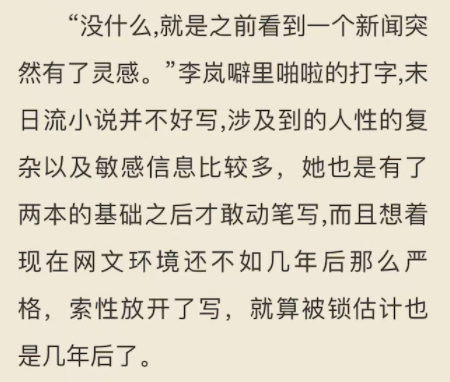 “没什么,就是之前看到一个新闻突
然有了灵感。”李岚噼里啪啦的打字,末
日流小说并不好写,涉及到的人性的复
杂以及敏感信息比较多，她也是有了
两本的基础之后才敢动笔写,而且想着
现在网文环境还不如几年后那么严
格，索性放开了写，就算被锁估计也
是几年后了。